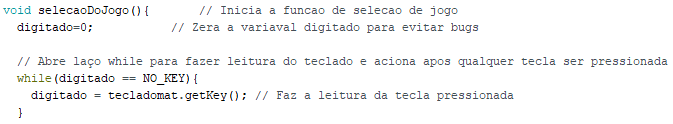 void selecaoDoJogo(){ // Inicia a funcao de selecao de jogo
digitado=0; // Zera a variaval digitado para evitar bugs
// Abre laço while para fazer leitura do teclado e aciona apos qualquer tecla ser pressionada
while(digitado == NO_KEY){
digitado = tecladomat.getKey(); // Faz a leitura da tecla pressionada
}